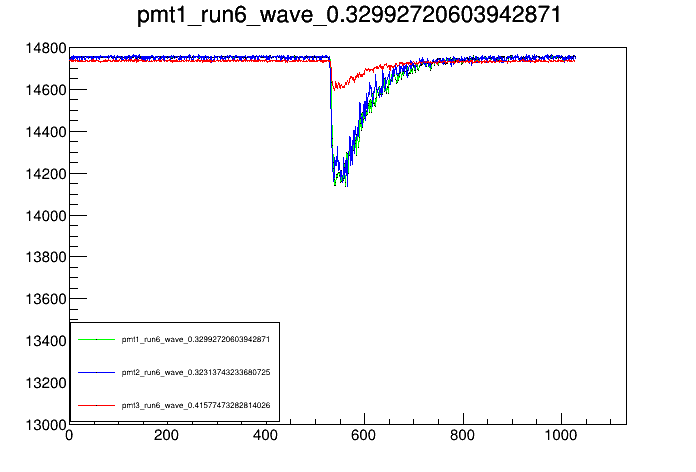 pmt1_run6_wave_0.32992720603942871
14800
14600
14400
14200
14000
13800
13600
13400
13200
13000
pmt1_run6_wave_0.32992720603942871
pmt2_run6_wave_0.32313743233680725
pmt3_run6_wave_0.41577473282814026
0 200 400 600 800 1000